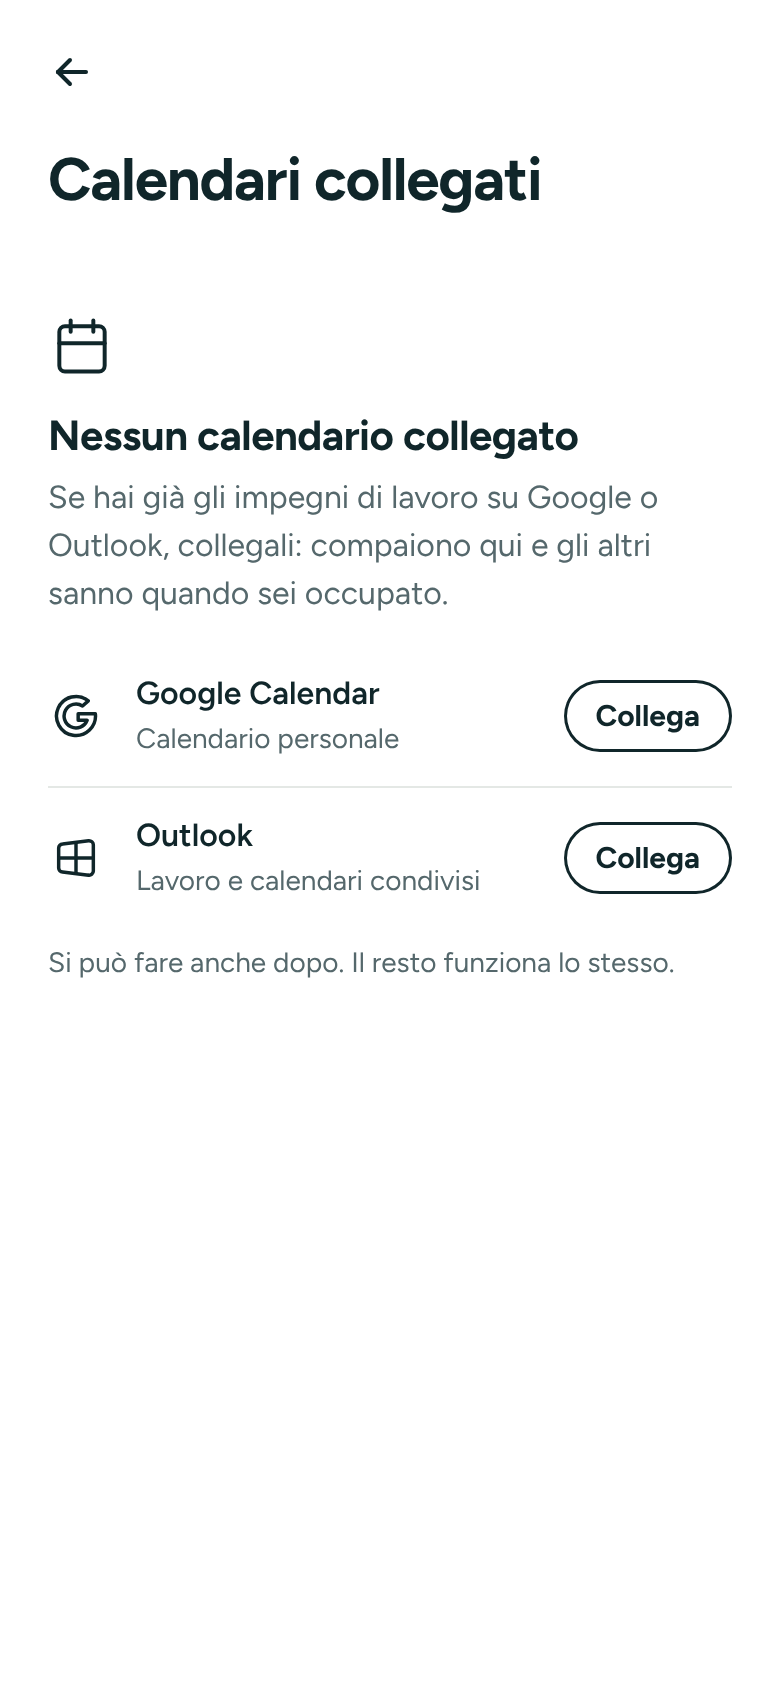 Calendari collegati
Nessun calendario collegato
Se hai già gli impegni di lavoro su Google o
Outlook, collegali: compaiono qui e gli altri
sanno quando sei occupato.
Google Calendar
Calendario personale
Collega
Outlook
Lavoro e calendari condivisi
Collega
Si può fare anche dopo. Il resto funziona lo stesso.